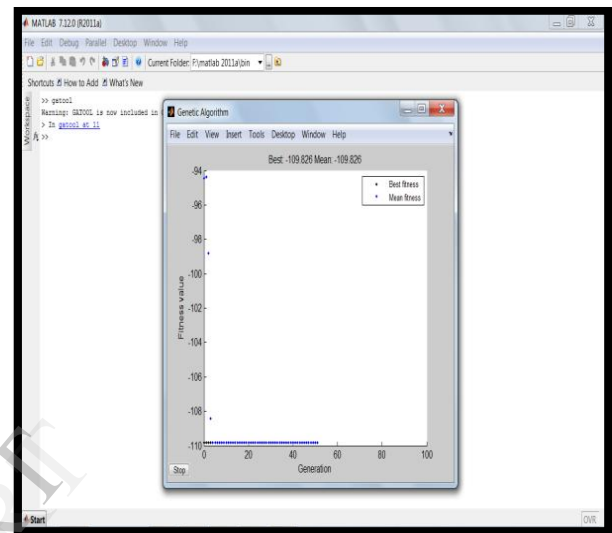 MATLAB 7.12.0 (R2011a)
File Edit Debug Parallel Desktop Window Help
Current Folder: F:\matlab 2011a\bin
Shortcuts How to Add What's New
Workspace
>> gatool
Warning: GATOOL is now included in
> In gatool at 11
>>
Genetic Algorithm
File Edit View Insert Tools Desktop Window Help
Best: -109.826 Mean: -109.826
Best fitness
Mean fitness
-94
-96
-98
-100
-102
-104
-106
-108
-110
Fitness value
0 20 40 60 80 100
Generation
Stop
Start
OVR